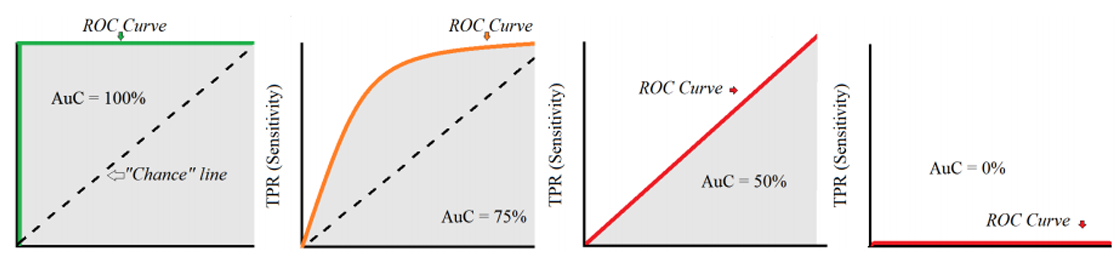 ROC Curve
AuC = 100%
"Chance" line
TPR (Sensitivity)
ROC Curve
AuC = 75%
TPR (Sensitivity)
ROC Curve
AuC = 50%
TPR (Sensitivity)
AuC = 0%
ROC Curve